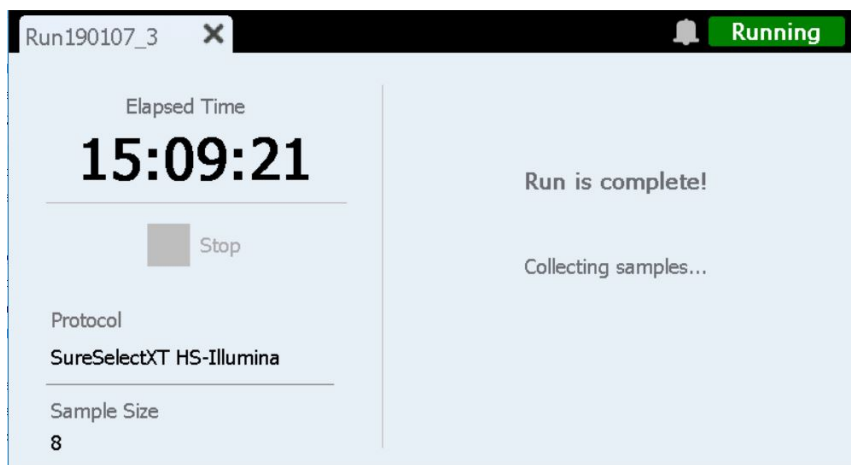 Run190107_3
Running
Elapsed Time
15:09:21
Stop
Protocol
SureSelectXT HS-Illumina
Sample Size
8
Run is complete!
Collecting samples...